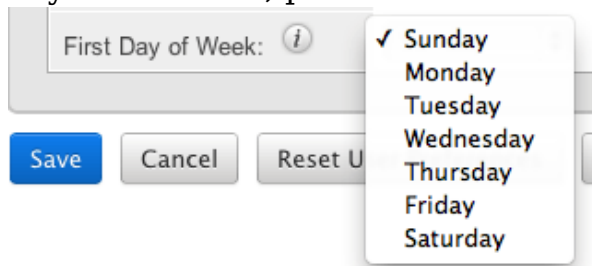 First Day of Week:
✓ Sunday
Monday
Tuesday
Wednesday
Thursday
Friday
Saturday
Save
Cancel
Reset U